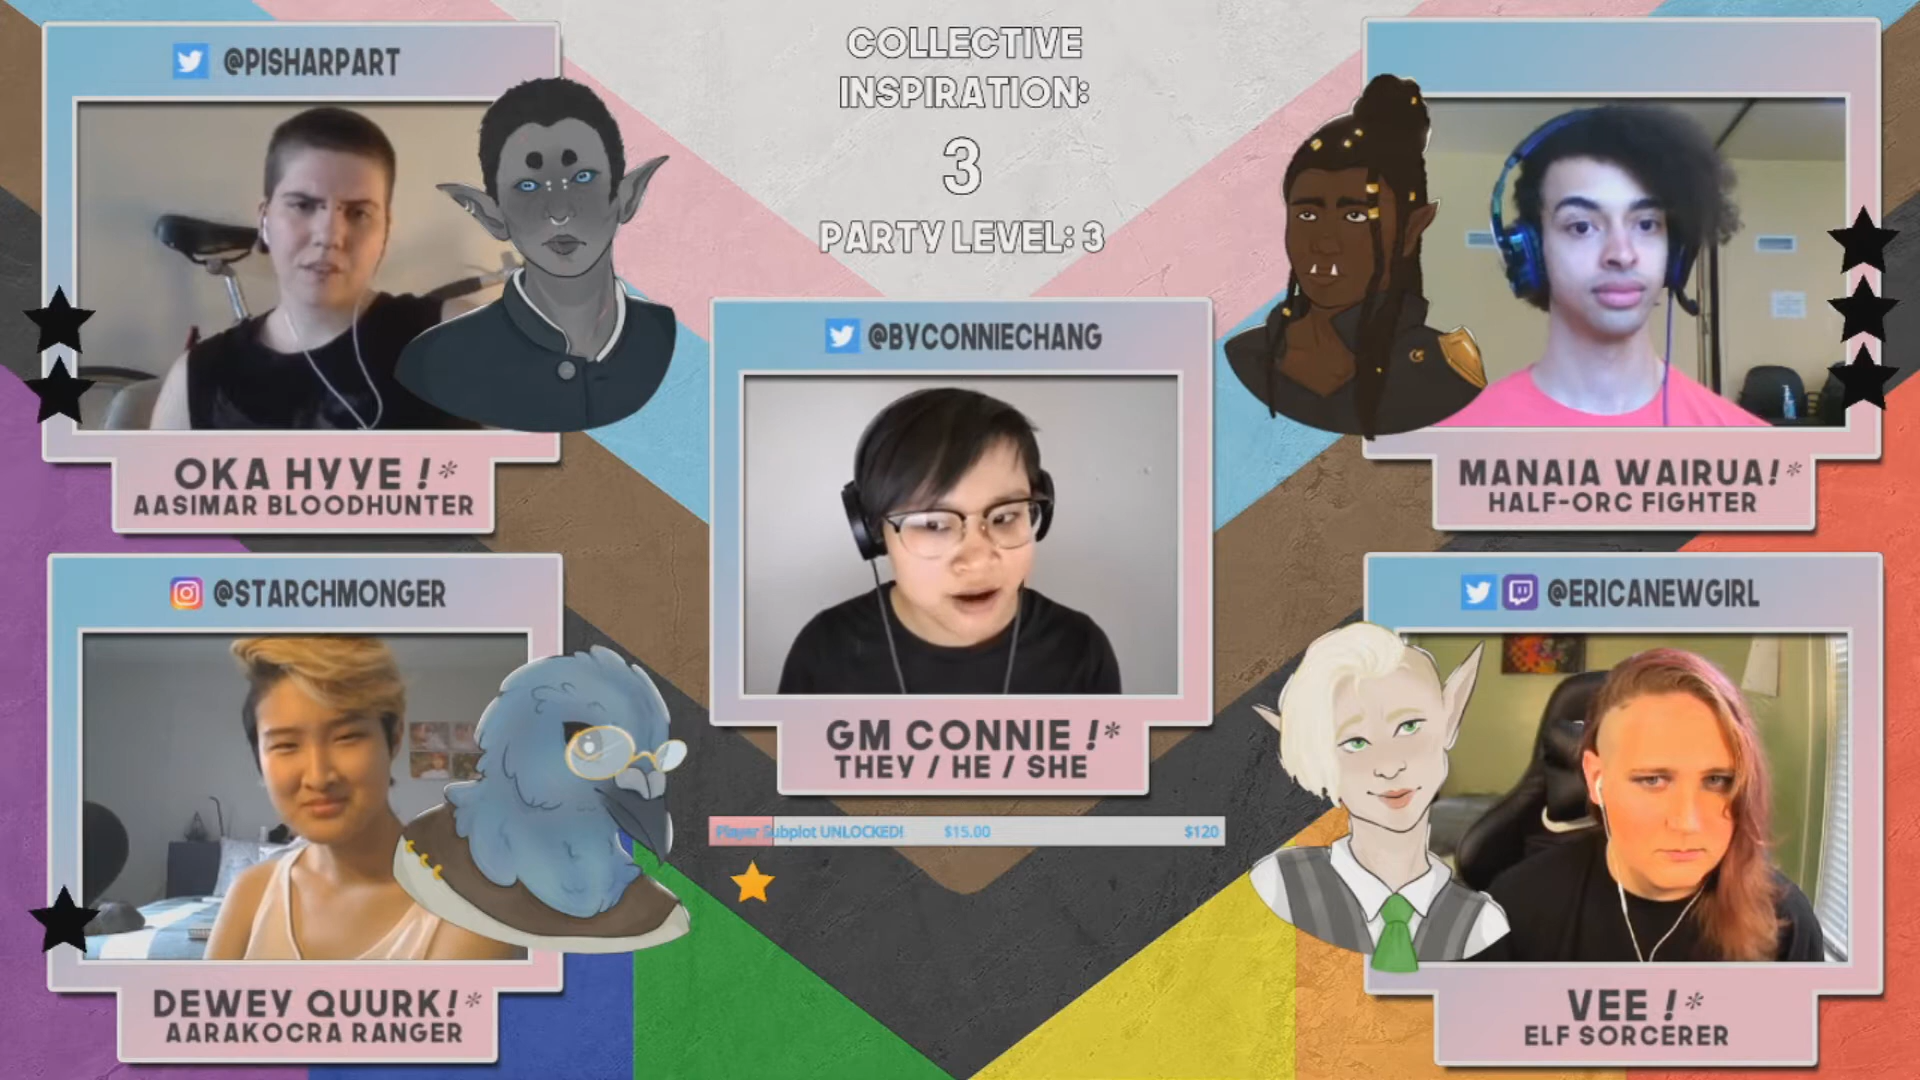 @PISHARPART
OKA HYYE !*
AASIMAR BLOODHUNTER
COLLECTIVE
INSPIRATION:
3
PARTY LEVEL: 3
MANAIA WAIRUA!*
HALF-ORC FIGHTER
@BYCONNIECHANG
GM CONNIE !*
THEY / HE / SHE
Player Subplot UNLOCKED! $15.00 $120
@STARCHMONGER
DEWEY QUURK!*
AARAKOCRA RANGER
@ERICANEWGIRL
VEE !*
ELF SORCERER